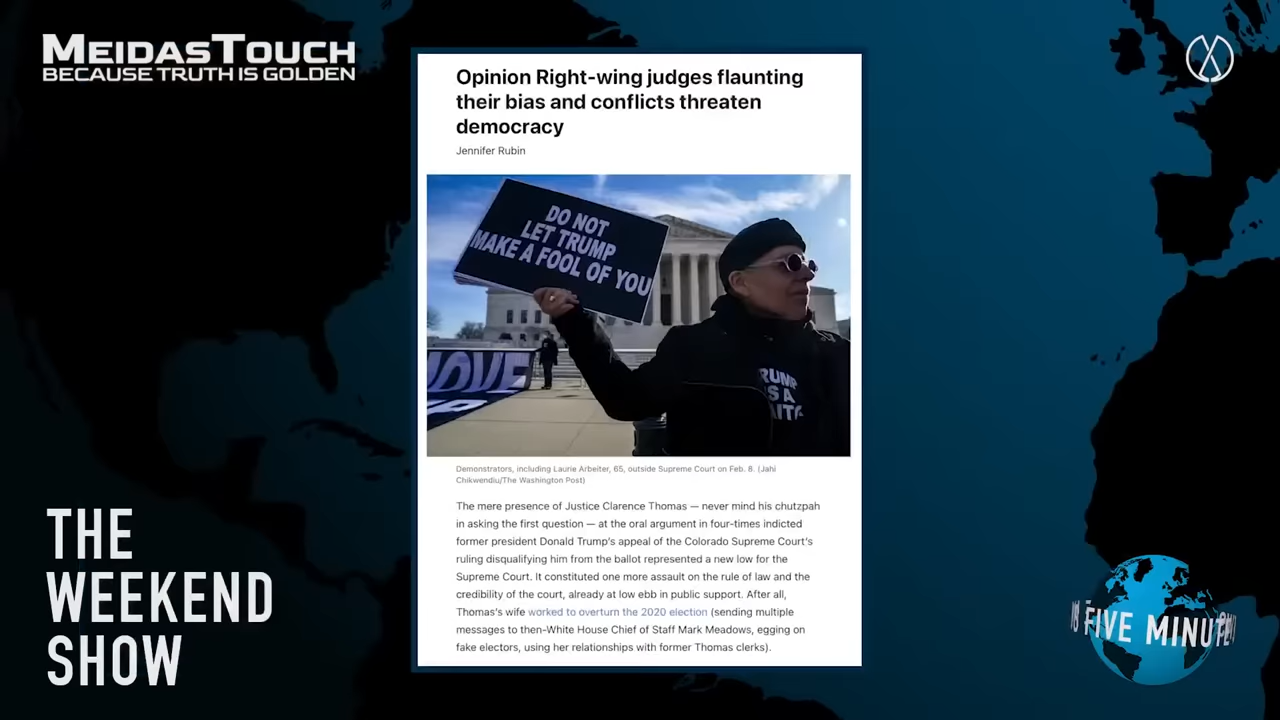 MEIDASTOUCH
BECAUSE TRUTH IS GOLDEN
Opinion Right-wing judges flaunting
their bias and conflicts threaten
democracy
Jennifer Rubin
DO NOT
LET TRUMP
MAKE A FOOL OF YOU
Demonstrators, including Laurie Arbeiter, 65, outside Supreme Court on Feb. 8. (Jahi
Chikwendiu/The Washington Post)
The mere presence of Justice Clarence Thomas — never mind his chutzpah
in asking the first question — at the oral argument in four-times indicted
former president Donald Trump's appeal of the Colorado Supreme Court's
ruling disqualifying him from the ballot represented a new low for the
Supreme Court. It constituted one more assault on the rule of law and the
credibility of the court, already at low ebb in public support. After all,
Thomas's wife worked to overturn the 2020 election (sending multiple
messages to then-White House Chief of Staff Mark Meadows, egging on
fake electors, using her relationships with former Thomas clerks).
THE
WEEKEND
SHOW
FIVE MINUTE